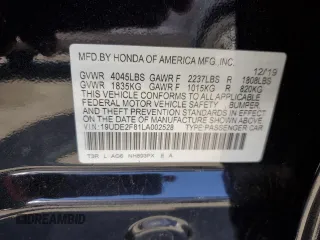 MFD.BY HONDA OF AMERICA MFG.,INC. 12/19
GVWR 4045LBS GAWR F 2237LBS R 1808LBS
GVWR 1835KG GAWR F 1015KG R 820KG
THIS VEHICLE CONFORMS TO ALL APPLICABLE
FEDERAL MOTOR VEHICLE SAFETY, BUMPER,
AND THEFT PREVENTION STANDARDS IN EFFECT
ON THE DATE OF MANUFACTURE SHOWN ABOVE.
VIN:19UDE2F81LA002528 TYPE:PASSENGER CAR
AUTOBIDMASTER